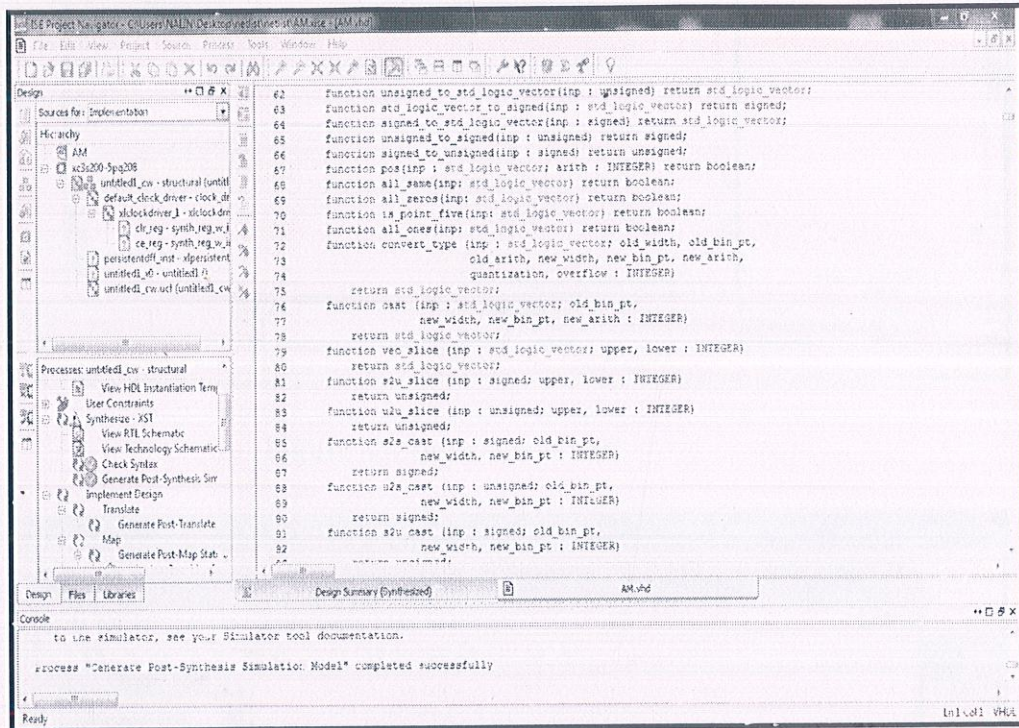 ISE Project Navigator - C:\Users\NALIN\Desktop\netlist\netlist\AM.xise - [AM.vhd]
File Edit View Project Source Process Tools Window Help
Design
Sources for: Implementation
Hierarchy
AM
xc3s200-5pq208
untitled1_cw - structural (untitl
default_clock_driver - clock_dr
xlclockdriver_1 - xlclockdriv
clr_reg - synth_reg_w_i
ce_reg - synth_reg_w_i
persistentdff_inst - xlpersistent
untitled1_x0 - untitled1 ()
untitled1_cw.ucf (untitled1_cw
Processes: untitled1_cw - structural
View HDL Instantiation Temp
User Constraints
Synthesize - XST
View RTL Schematic
View Technology Schematic
Check Syntax
Generate Post-Synthesis Sim
Implement Design
Translate
Generate Post-Translate
Map
Generate Post-Map Stati
Design Files Libraries
62 function unsigned_to_std_logic_vector(inp : unsigned) return std_logic_vector;
63 function std_logic_vector_to_signed(inp : std_logic_vector) return signed;
64 function signed_to_std_logic_vector(inp : signed) return std_logic_vector;
65 function unsigned_to_signed(inp : unsigned) return signed;
66 function signed_to_unsigned(inp : signed) return unsigned;
67 function pos(inp : std_logic_vector; arith : INTEGER) return boolean;
68 function all_same(inp: std_logic_vector) return boolean;
69 function all_zeros(inp: std_logic_vector) return boolean;
70 function is_point_five(inp: std_logic_vector) return boolean;
71 function all_ones(inp: std_logic_vector) return boolean;
72 function convert_type (inp : std_logic_vector; old_width, old_bin_pt,
73 old_arith, new_width, new_bin_pt, new_arith,
74 quantization, overflow : INTEGER)
75 return std_logic_vector;
76 function cast (inp : std_logic_vector; old_bin_pt,
77 new_width, new_bin_pt, new_arith : INTEGER)
78 return std_logic_vector;
79 function vec_slice (inp : std_logic_vector; upper, lower : INTEGER)
80 return std_logic_vector;
81 function s2u_slice (inp : signed; upper, lower : INTEGER)
82 return unsigned;
83 function u2u_slice (inp : unsigned; upper, lower : INTEGER)
84 return unsigned;
85 function s2s_cast (inp : signed; old_bin_pt,
86 new_width, new_bin_pt : INTEGER)
87 return signed;
88 function u2s_cast (inp : unsigned; old_bin_pt,
89 new_width, new_bin_pt : INTEGER)
90 return signed;
91 function s2u_cast (inp : signed; old_bin_pt,
92 new_width, new_bin_pt : INTEGER)
return unsigned;
Design Summary (Synthesized) AM.vhd
Console
to the simulator, see your Simulator tool documentation.
Process "Generate Post-Synthesis Simulation Model" completed successfully
Ready
Ln 1 Col 1 VHDL